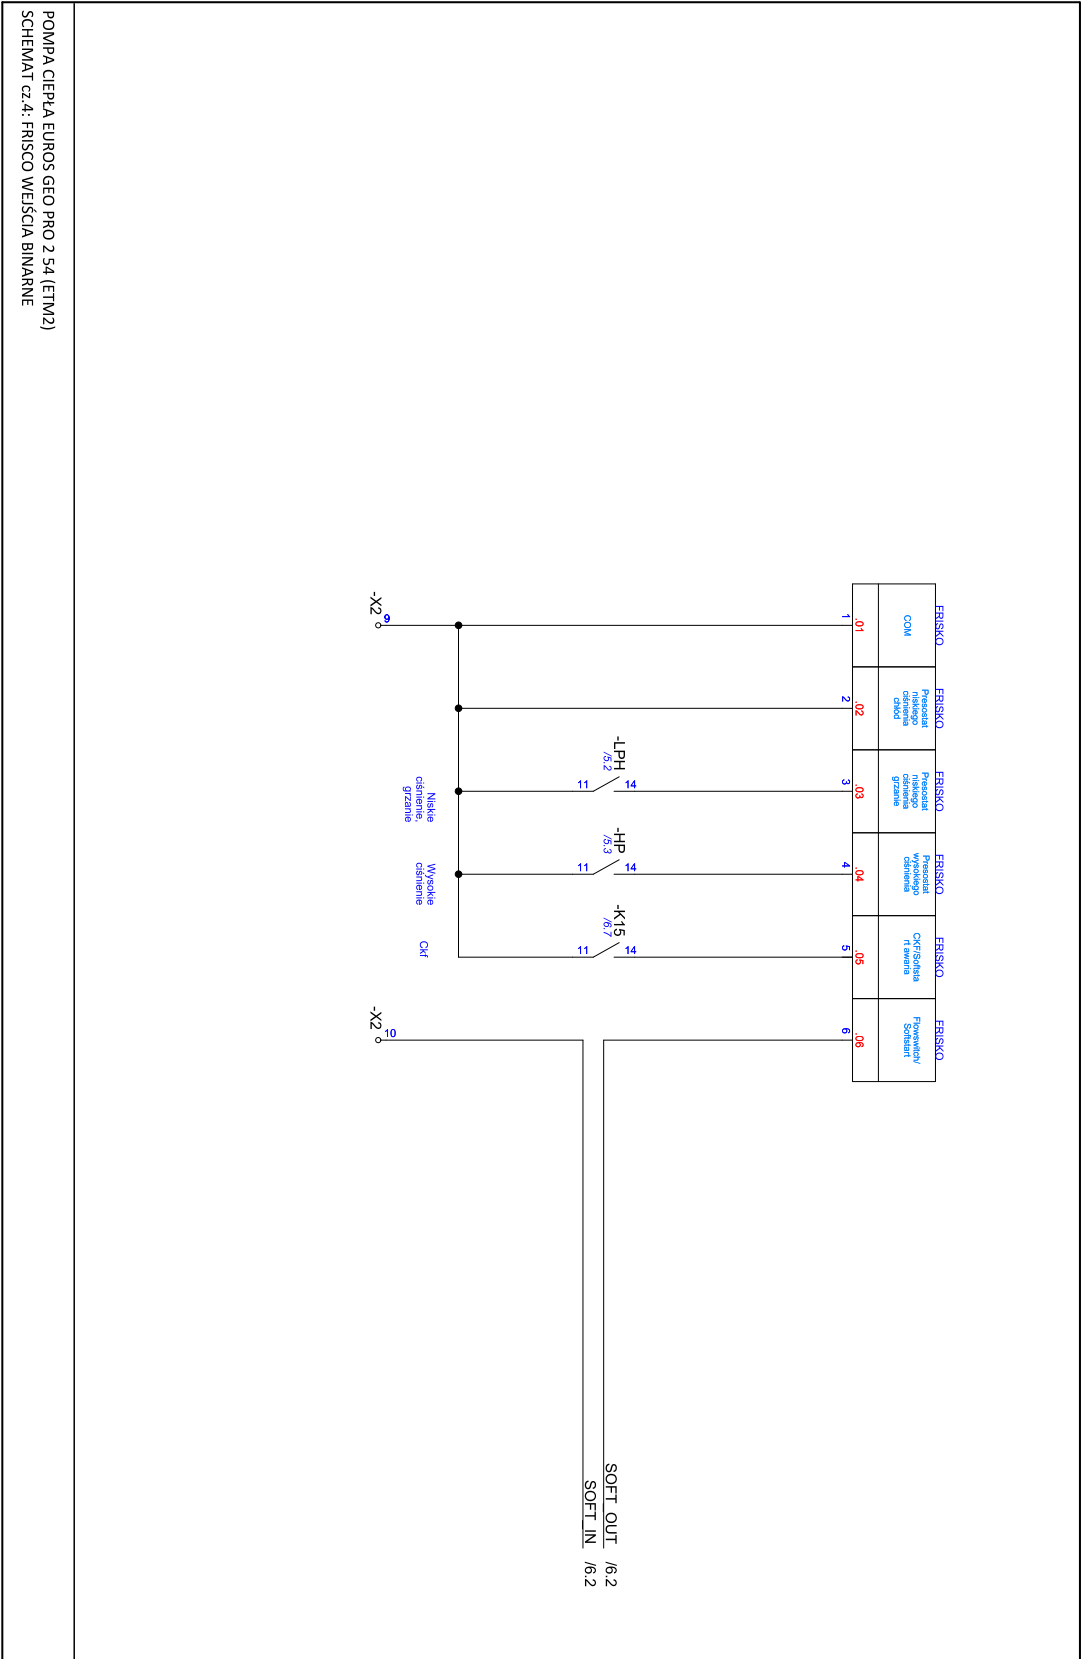 FRISKO
FRISKO
FRISKO
FRISKO
FRISKO
FRISKO
COM
Presostat
niskiego
ciśnienia
chłód
Presostat
niskiego
ciśnienia
grzanie
Presostat
wysokiego
ciśnienia
CKF/Softsta
rt awaria
Flowswitch/
Softstart
.01
.02
.03
.04
.05
.06
1
2
3
4
5
6
-LPH
/5.2
14
11
-HP
/5.3
14
11
-K15
/6.7
14
11
SOFT_OUT /6.2
SOFT_IN /6.2
Niskie
ciśnienie,
grzanie
Wysokie
ciśnienie
Ckf
-X2
9
-X2
10
POMPA CIEPŁA EUROS GEO PRO 2 54 (ETM2)
SCHEMAT cz.4: FRISCO WEJŚCIA BINARNE